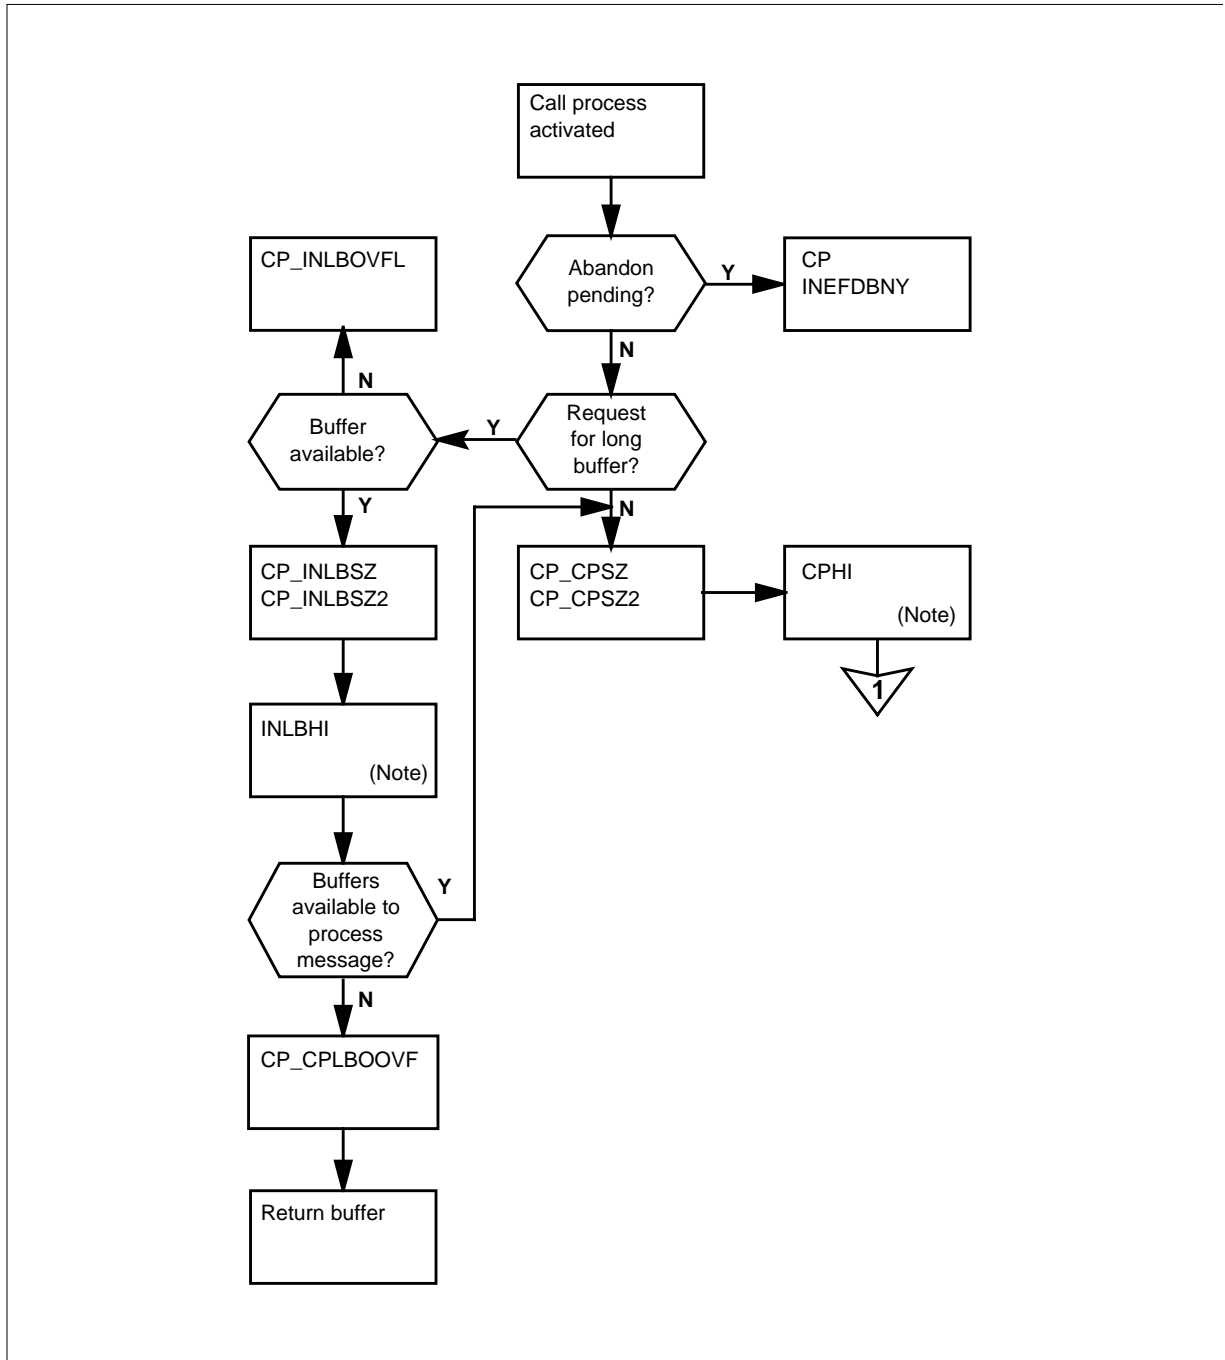 Call process
activated
CP_INLBOVFL
Abandon
pending?
Y
CP
INEFDBNY
N
N
Buffer
available?
Y
Request
for long
buffer?
Y
N
CP_INLBSZ
CP_INLBSZ2
CP_CPSZ
CP_CPSZ2
CPHI
(Note)
1
INLBHI
(Note)
Buffers
available to
process
message?
Y
N
CP_CPLBOOVF
Return buffer